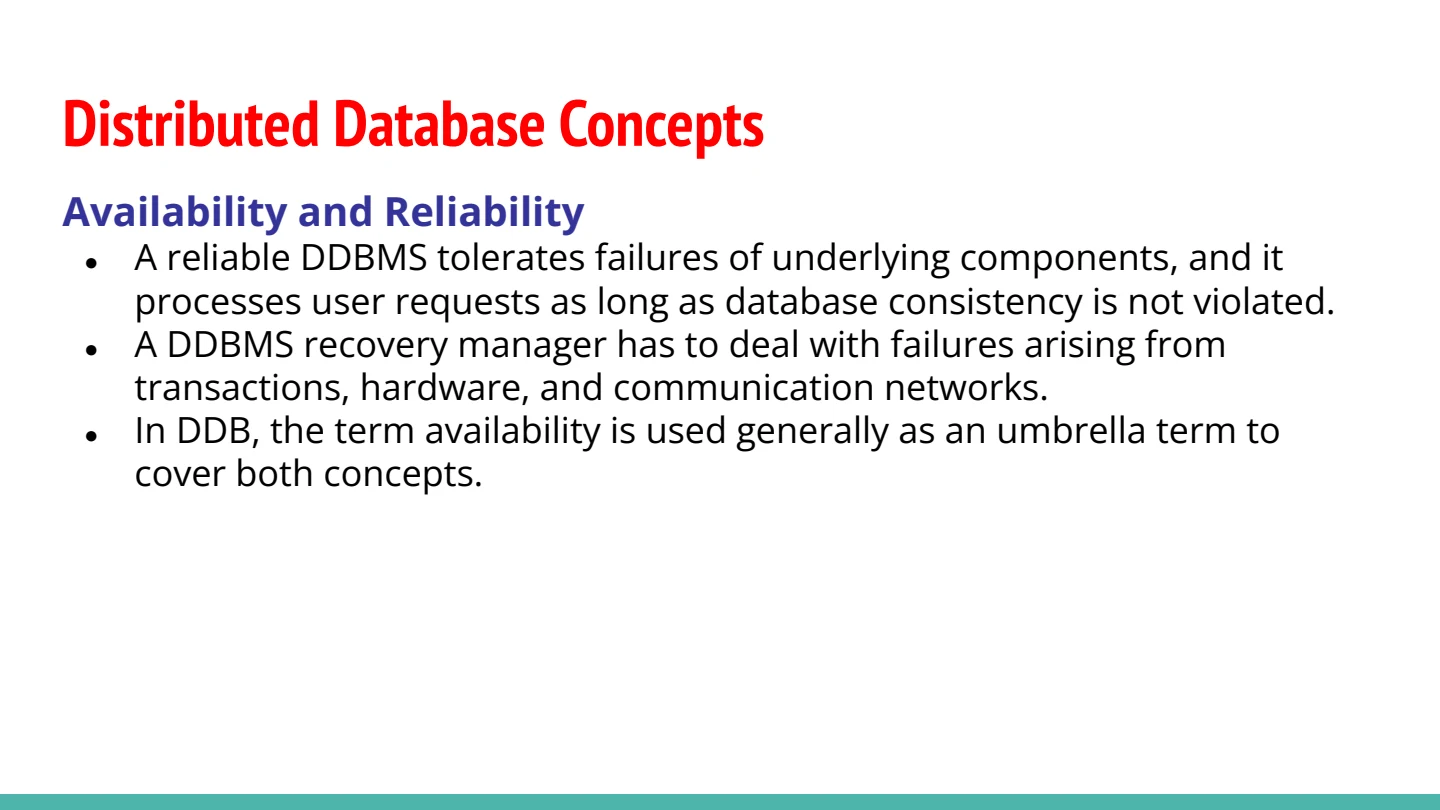 Distributed Database Concepts
Availability and Reliability
● A reliable DDBMS tolerates failures of underlying components, and it
processes user requests as long as database consistency is not violated.
● A DDBMS recovery manager has to deal with failures arising from
transactions, hardware, and communication networks.
● In DDB, the term availability is used generally as an umbrella term to
cover both concepts.